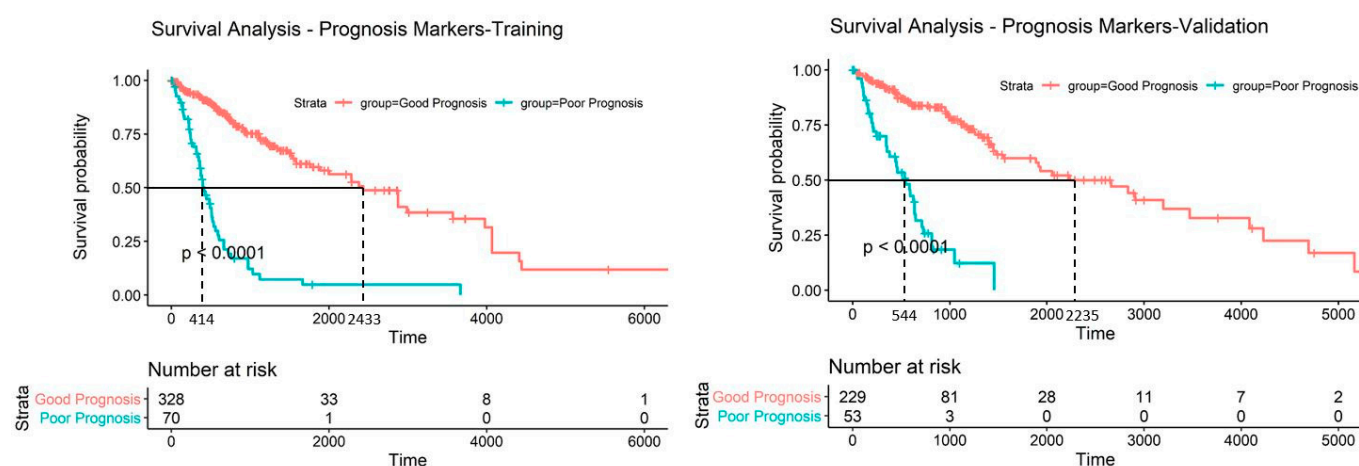 Survival Analysis - Prognosis Markers-Training
Strata group=Good Prognosis group=Poor Prognosis
Survival probability
1.00
0.75
0.50
0.25
0.00
p < 0.0001
0 414 2000 2433 4000 6000
Time
Number at risk
Strata
Good Prognosis 328 33 8 1
Poor Prognosis 70 1 0 0
0 2000 4000 6000
Time
Survival Analysis - Prognosis Markers-Validation
Strata group=Good Prognosis group=Poor Prognosis
Survival probability
1.00
0.75
0.50
0.25
0.00
p < 0.0001
0 544 1000 2000 2235 3000 4000 5000
Time
Number at risk
Strata
Good Prognosis 229 81 28 11 7 2
Poor Prognosis 53 3 0 0 0 0
0 1000 2000 3000 4000 5000
Time